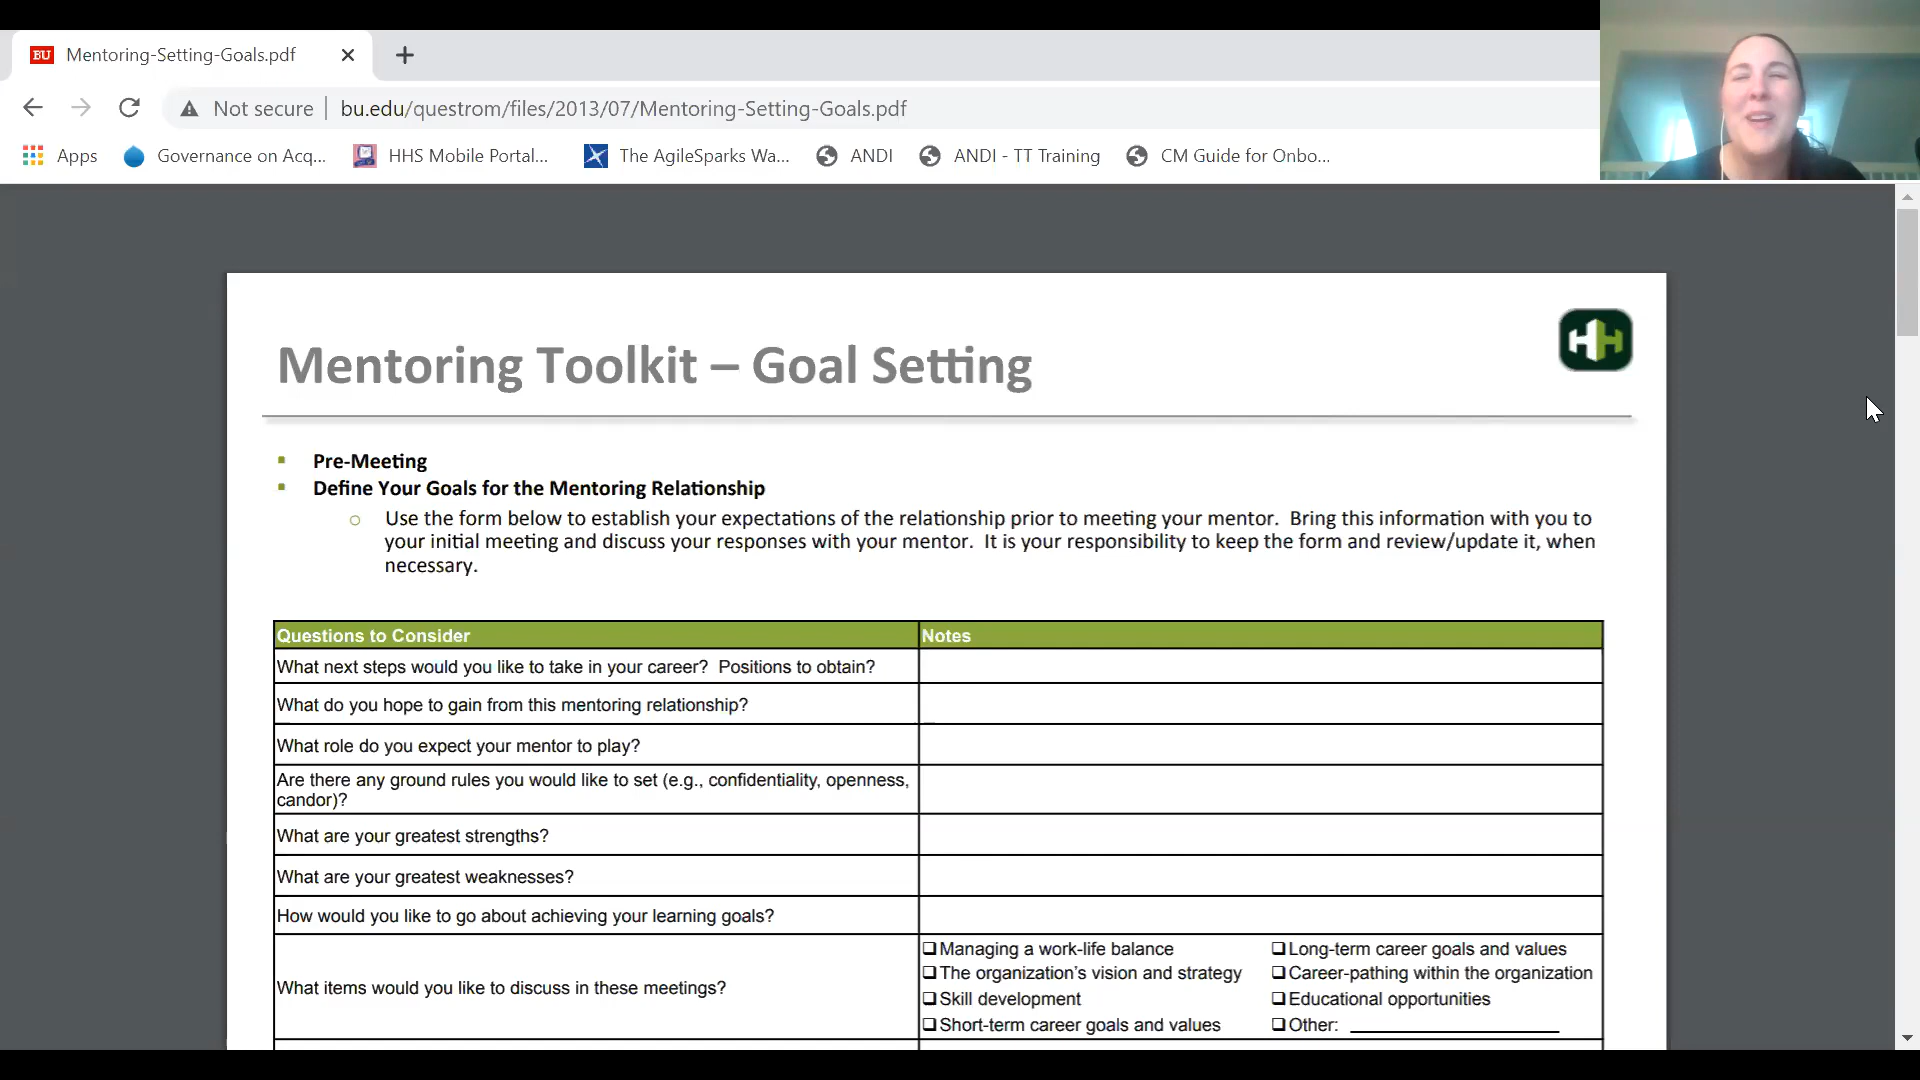 BU Mentoring-Setting-Goals.pdf
Not secure bu.edu/questrom/files/2013/07/Mentoring-Setting-Goals.pdf
Apps Governance on Acq... HHS Mobile Portal... The AgileSparks Wa... ANDI ANDI - TT Training CM Guide for Onbo...
HH
Mentoring Toolkit – Goal Setting
Pre-Meeting
Define Your Goals for the Mentoring Relationship
Use the form below to establish your expectations of the relationship prior to meeting your mentor. Bring this information with you to
your initial meeting and discuss your responses with your mentor. It is your responsibility to keep the form and review/update it, when
necessary.
Questions to Consider Notes
What next steps would you like to take in your career? Positions to obtain?
What do you hope to gain from this mentoring relationship?
What role do you expect your mentor to play?
Are there any ground rules you would like to set (e.g., confidentiality, openness,
candor)?
What are your greatest strengths?
What are your greatest weaknesses?
How would you like to go about achieving your learning goals?
What items would you like to discuss in these meetings?
Managing a work-life balance Long-term career goals and values
The organization's vision and strategy Career-pathing within the organization
Skill development Educational opportunities
Short-term career goals and values Other: